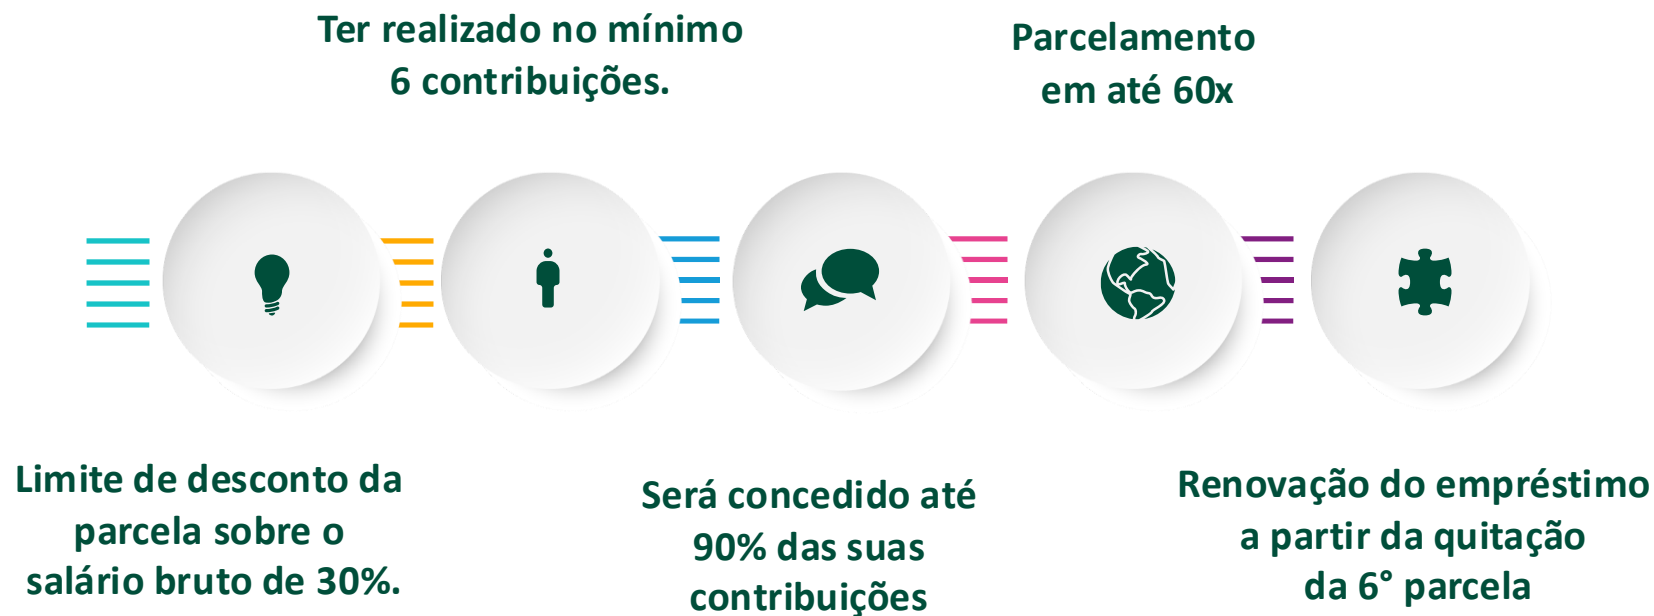 Ter realizado no mínimo
6 contribuições.
Parcelamento
em até 60x
Limite de desconto da
parcela sobre o
salário bruto de 30%.
Será concedido até
90% das suas
contribuições
Renovação do empréstimo
a partir da quitação
da 6° parcela